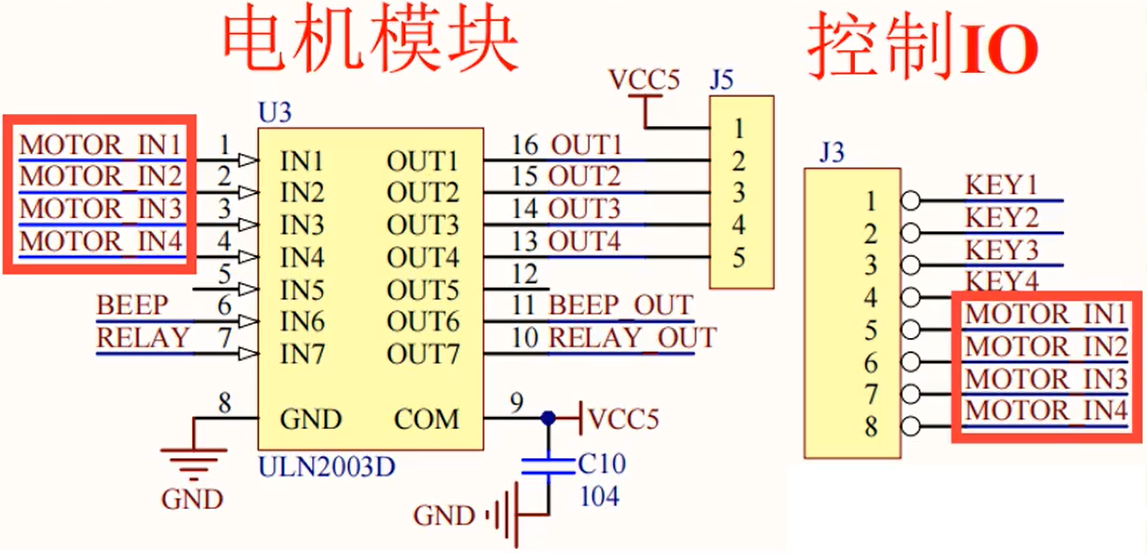 电机模块
控制IO
VCC5
J5
U3
MOTOR_IN1 1 IN1 OUT1 16 OUT1
MOTOR_IN2 2 IN2 OUT2 15 OUT2
MOTOR_IN3 3 IN3 OUT3 14 OUT3
MOTOR_IN4 4 IN4 OUT4 13 OUT4
5 IN5 OUT5 12
BEEP 6 IN6 OUT6 11 BEEP_OUT
RELAY 7 IN7 OUT7 10 RELAY_OUT
8 GND COM 9 VCC5
GND
ULN2003D
C10
104
GND
1
2
3
4
5
J3
1 KEY1
2 KEY2
3 KEY3
4 KEY4
5 MOTOR_IN1
6 MOTOR_IN2
7 MOTOR_IN3
8 MOTOR_IN4